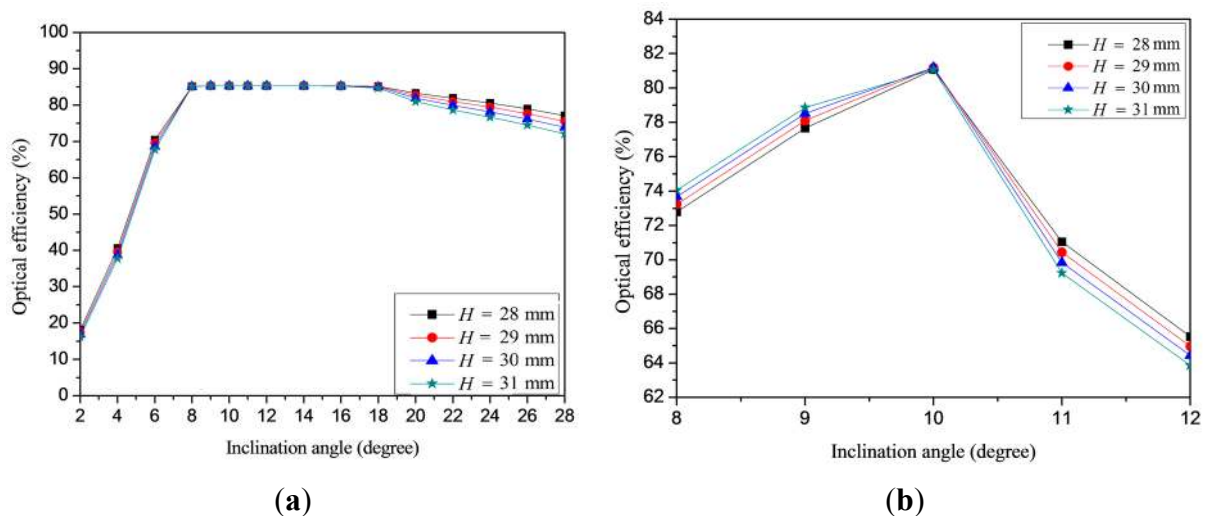 100
90
80
70
60
50
40
30
20
10
0
Optical efficiency (%)
H = 28 mm
H = 29 mm
H = 30 mm
H = 31 mm
2 4 6 8 10 12 14 16 18 20 22 24 26 28
Inclination angle (degree)
(a)
84
82
80
78
76
74
72
70
68
66
64
62
Optical efficiency (%)
H = 28 mm
H = 29 mm
H = 30 mm
H = 31 mm
8 9 10 11 12
Inclination angle (degree)
(b)